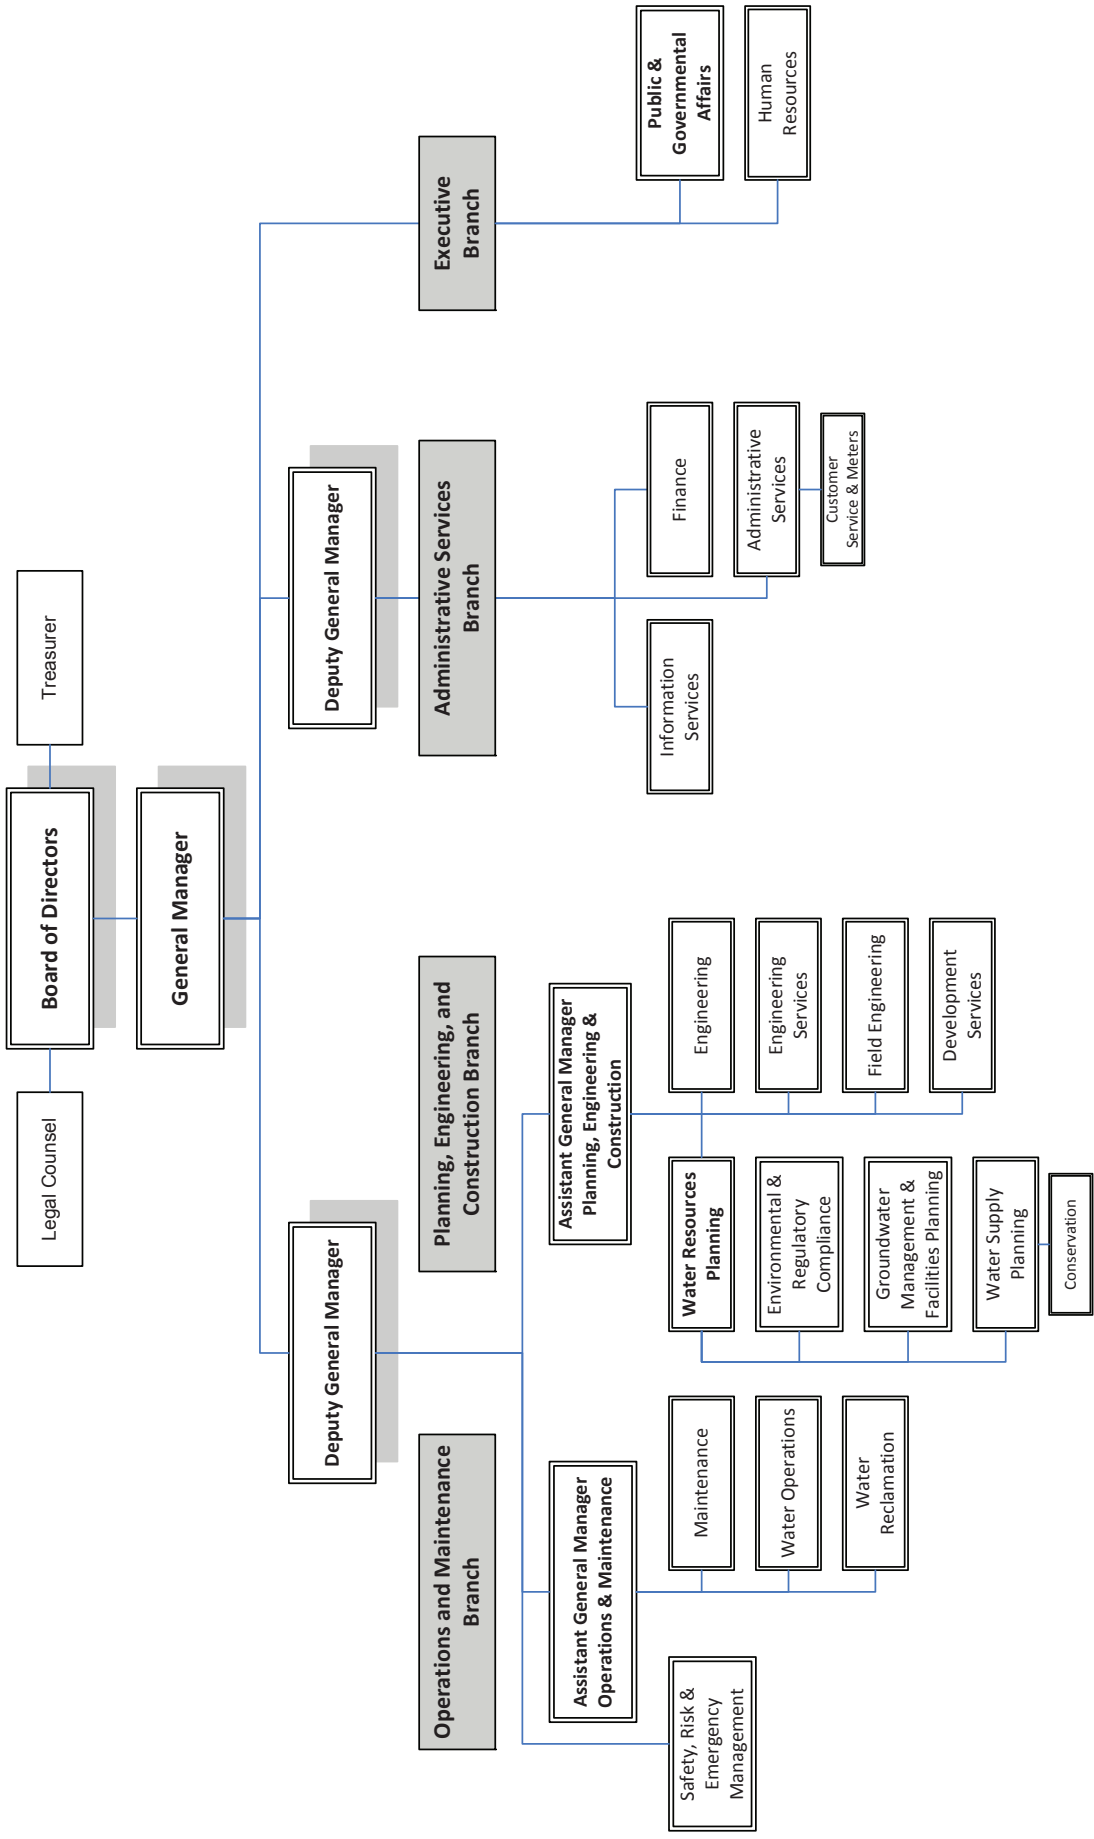 Legal Counsel
Board of Directors
Treasurer
General Manager
Deputy General Manager
Deputy General Manager
Operations and Maintenance
Branch
Planning, Engineering, and
Construction Branch
Administrative Services
Branch
Executive
Branch
Assistant General Manager
Operations & Maintenance
Assistant General Manager
Planning, Engineering &
Construction
Safety, Risk &
Emergency
Management
Maintenance
Water Operations
Water
Reclamation
Water Resources
Planning
Environmental &
Regulatory
Compliance
Groundwater
Management &
Facilities Planning
Water Supply
Planning
Conservation
Engineering
Engineering
Services
Field Engineering
Development
Services
Information
Services
Finance
Administrative
Services
Customer
Service & Meters
Public &
Governmental
Affairs
Human
Resources